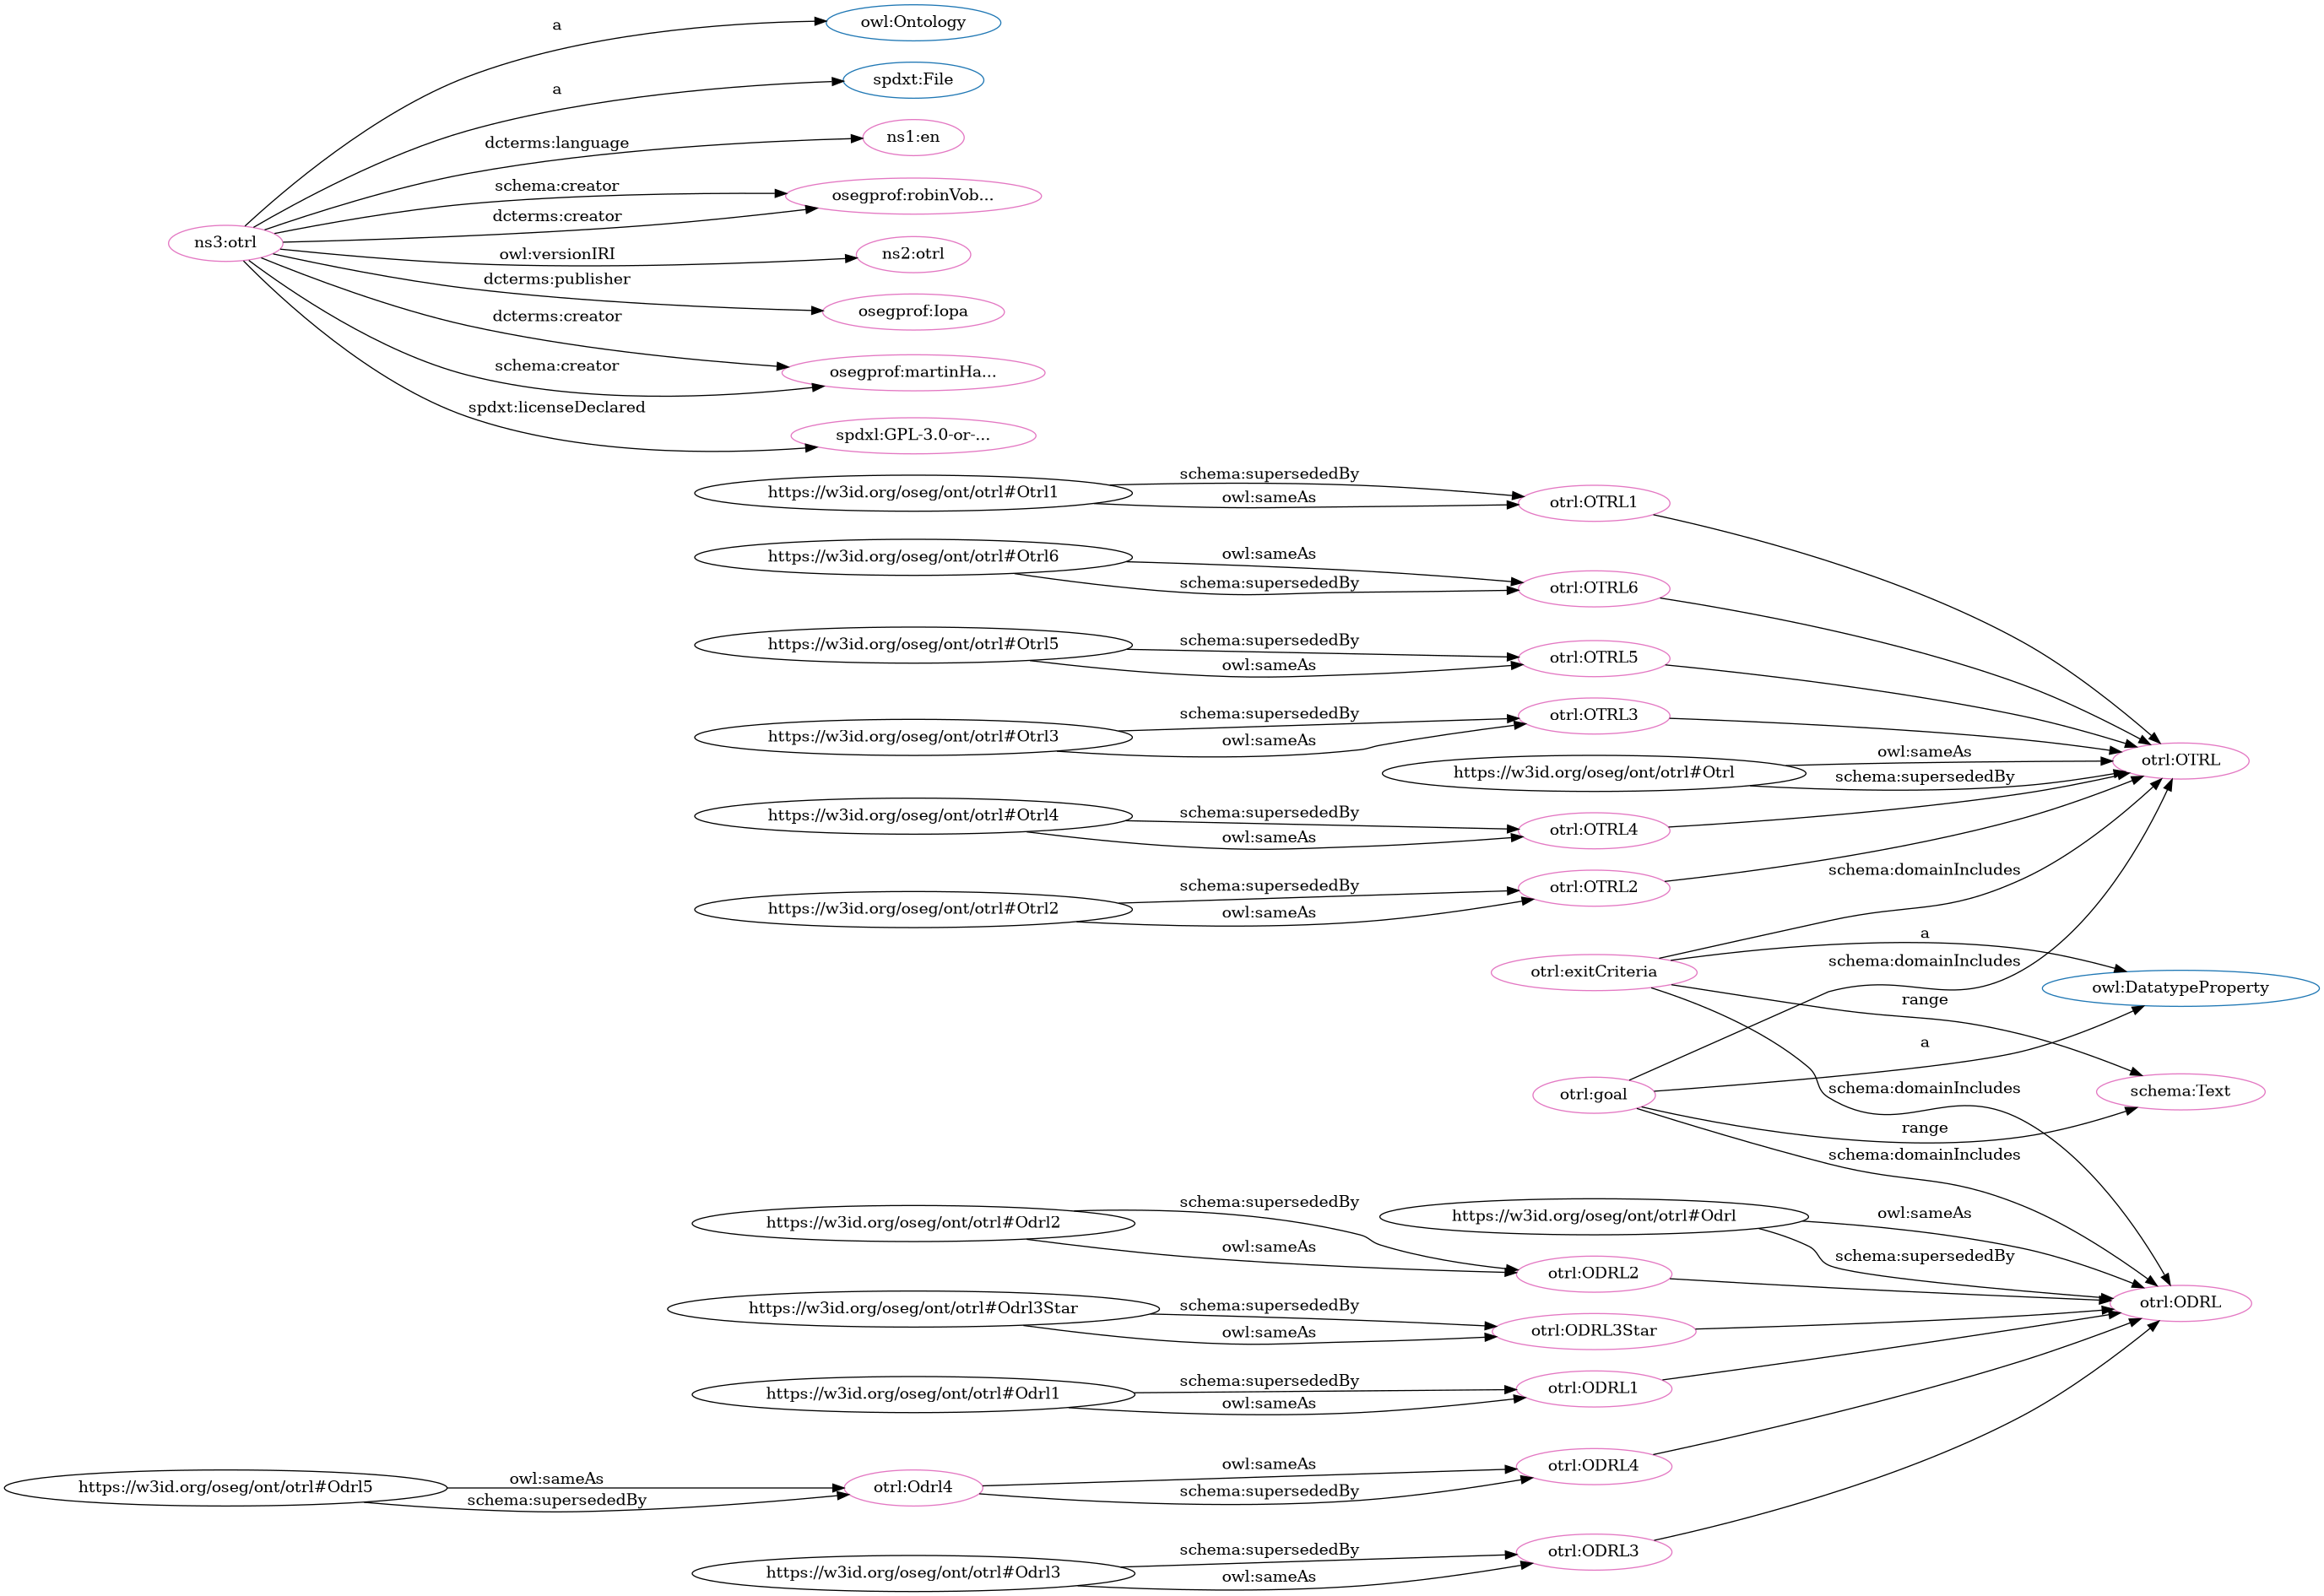 a
owl:Ontology
a
spdxt:File
dcterms:language
ns1:en
schema:creator
osegprof:robinVob...
dcterms:creator
ns3:otrl
owl:versionIRI
ns2:otrl
dcterms:publisher
osegprof:Iopa
dcterms:creator
schema:creator
osegprof:martinHa...
spdxt:licenseDeclared
spdxl:GPL-3.0-or-...
https://w3id.org/oseg/ont/otrl#Otrl1
schema:supersededBy
owl:sameAs
otrl:OTRL1
https://w3id.org/oseg/ont/otrl#Otrl6
owl:sameAs
schema:supersededBy
otrl:OTRL6
https://w3id.org/oseg/ont/otrl#Otrl5
schema:supersededBy
owl:sameAs
otrl:OTRL5
https://w3id.org/oseg/ont/otrl#Otrl3
schema:supersededBy
owl:sameAs
otrl:OTRL3
https://w3id.org/oseg/ont/otrl#Otrl
owl:sameAs
schema:supersededBy
otrl:OTRL
https://w3id.org/oseg/ont/otrl#Otrl4
schema:supersededBy
owl:sameAs
otrl:OTRL4
https://w3id.org/oseg/ont/otrl#Otrl2
schema:supersededBy
owl:sameAs
otrl:OTRL2
schema:domainIncludes
otrl:exitCriteria
a
schema:domainIncludes
owl:DatatypeProperty
range
a
schema:domainIncludes
otrl:goal
schema:Text
range
schema:domainIncludes
https://w3id.org/oseg/ont/otrl#Odrl2
schema:supersededBy
owl:sameAs
https://w3id.org/oseg/ont/otrl#Odrl
owl:sameAs
schema:supersededBy
otrl:ODRL2
otrl:ODRL
https://w3id.org/oseg/ont/otrl#Odrl3Star
schema:supersededBy
owl:sameAs
otrl:ODRL3Star
https://w3id.org/oseg/ont/otrl#Odrl1
schema:supersededBy
owl:sameAs
otrl:ODRL1
https://w3id.org/oseg/ont/otrl#Odrl5
owl:sameAs
schema:supersededBy
otrl:Odrl4
owl:sameAs
schema:supersededBy
otrl:ODRL4
https://w3id.org/oseg/ont/otrl#Odrl3
schema:supersededBy
owl:sameAs
otrl:ODRL3